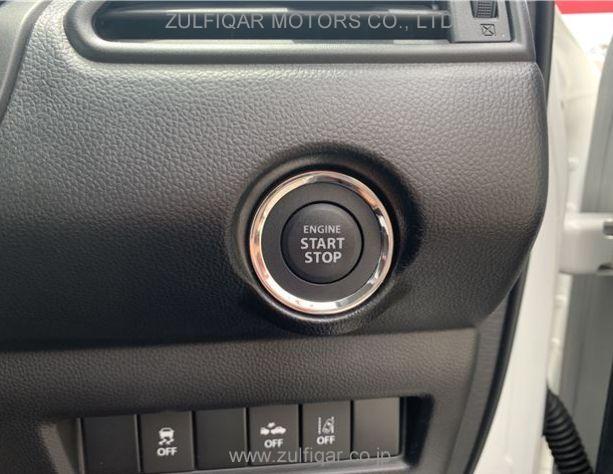 ZULFIQAR MOTORS CO., LTD
ENGINE
START
STOP
OFF
OFF
OFF
www.zulfiqar.co.jp